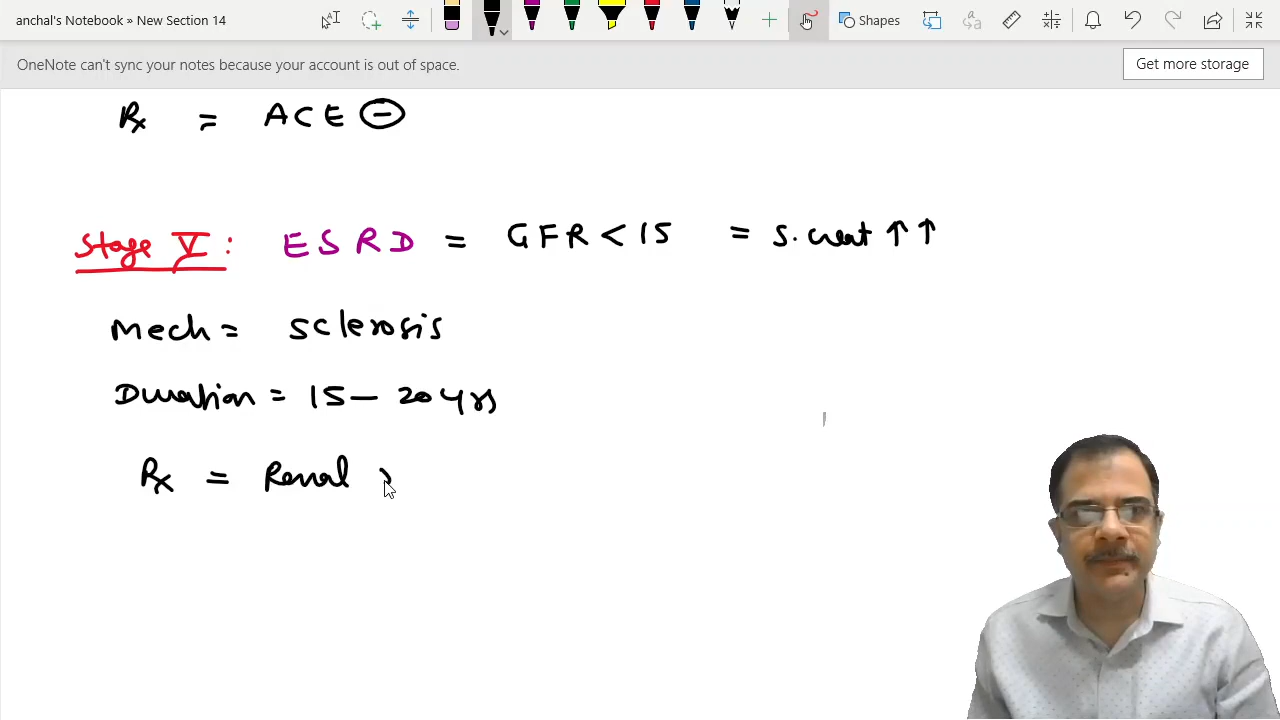 anchal's Notebook » New Section 14
Shapes
OneNote can't sync your notes because your account is out of space.
Get more storage
Rx = ACE ⊖
Stage V : ESRD = GFR < 15 = S. creat ↑↑
Mech = Sclerosis
Duration = 15 – 20 yrs
Rx = Renal